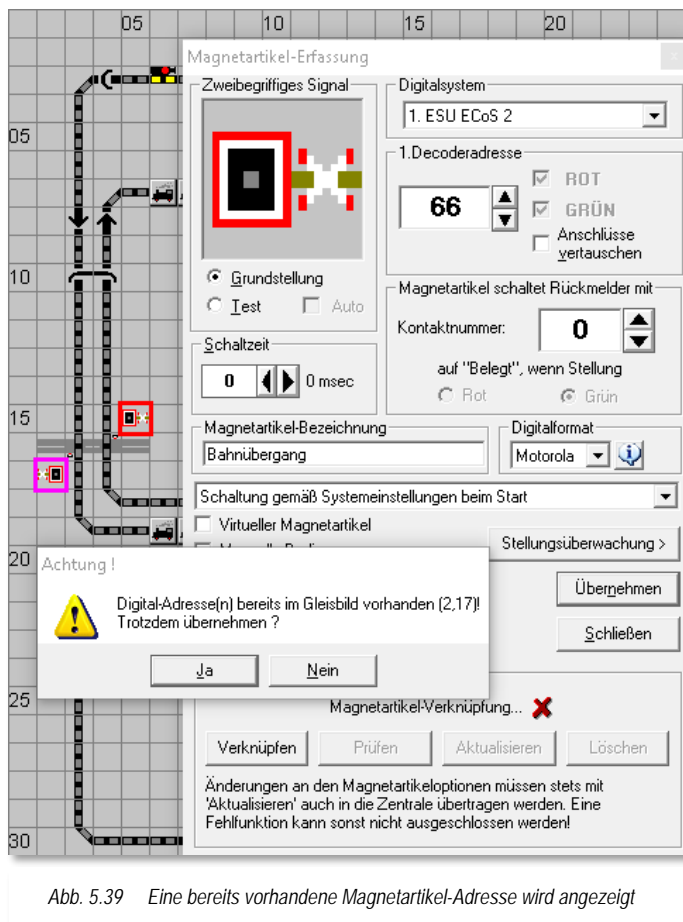 05 10 15 20
Magnetartikel-Erfassung
Zweibegriffiges Signal
Digitalsystem
1. ESU ECoS 2
05
1.Decoderadresse
66
ROT
GRÜN
Anschlüsse
vertauschen
10
Grundstellung
Test Auto
Magnetartikel schaltet Rückmelder mit
Kontaktnummer: 0
auf "Belegt", wenn Stellung
Rot Grün
Schaltzeit
0 0 msec
15
Magnetartikel-Bezeichnung
Bahnübergang
Digitalformat
Motorola
Schaltung gemäß Systemeinstellungen beim Start
Virtueller Magnetartikel
Stellungsüberwachung >
20
Achtung !
Digital-Adresse(n) bereits im Gleisbild vorhanden (2,17)!
Trotzdem übernehmen ?
Ja Nein
Übernehmen
Schließen
25
Magnetartikel-Verknüpfung...
Verknüpfen Prüfen Aktualisieren Löschen
Änderungen an den Magnetartikeloptionen müssen stets mit
'Aktualisieren' auch in die Zentrale übertragen werden. Eine
Fehlfunktion kann sonst nicht ausgeschlossen werden!
30
Abb. 5.39 Eine bereits vorhandene Magnetartikel-Adresse wird angezeigt